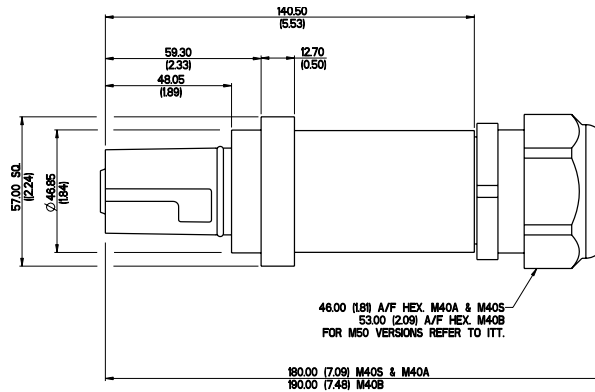 140.50
(5.53)
59.30
(2.33)
12.70
(0.50)
48.05
(1.89)
57.00 SQ.
(2.24)
Ø 46.85
(1.84)
46.00 (1.81) A/F HEX. M40A & M40S
53.00 (2.09) A/F HEX. M40B
FOR M50 VERSIONS REFER TO ITT.
180.00 (7.09) M40S & M40A
190.00 (7.48) M40B